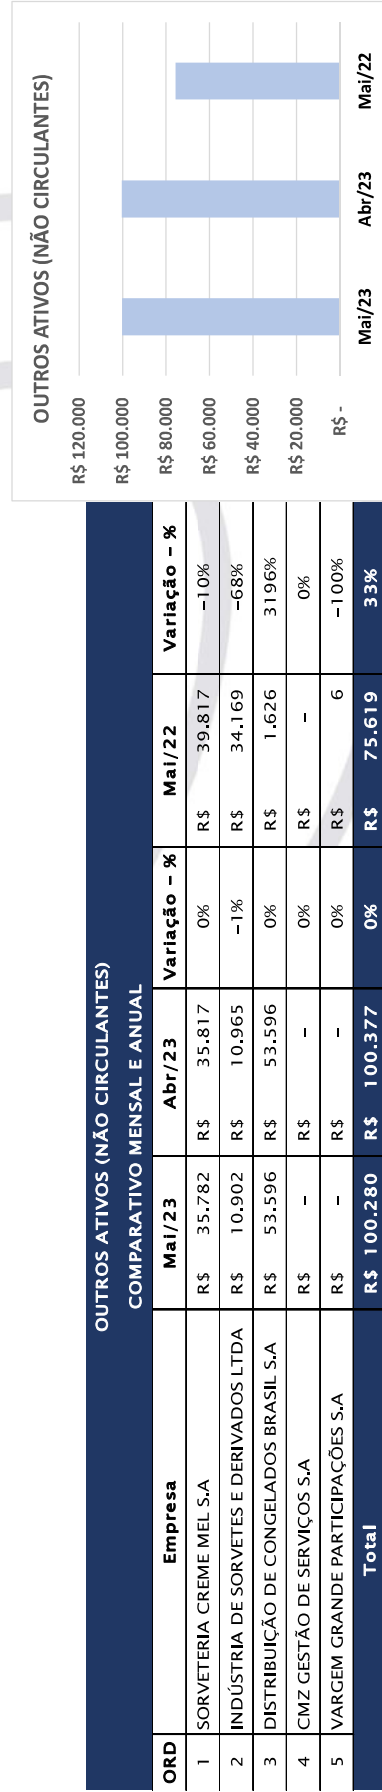 OUTROS ATIVOS (NÃO CIRCULANTES)
COMPARATIVO MENSAL E ANUAL
ORD Empresa Mai/23 Abr/23 Variação – % Mai/22 Variação – %
1 SORVETERIA CREME MEL S.A R$ 35.782 R$ 35.817 0% R$ 39.817 –10%
2 INDÚSTRIA DE SORVETES E DERIVADOS LTDA R$ 10.902 R$ 10.965 –1% R$ 34.169 –68%
3 DISTRIBUIÇÃO DE CONGELADOS BRASIL S.A R$ 53.596 R$ 53.596 0% R$ 1.626 3196%
4 CMZ GESTÃO DE SERVIÇOS S.A R$ – R$ – 0% R$ – 0%
5 VARGEM GRANDE PARTICIPAÇÕES S.A R$ – R$ – 0% R$ 6 –100%
Total R$ 100.280 R$ 100.377 0% R$ 75.619 33%
OUTROS ATIVOS (NÃO CIRCULANTES)
R$ 120.000
R$ 100.000
R$ 80.000
R$ 60.000
R$ 40.000
R$ 20.000
R$ -
Mai/23 Abr/23 Mai/22